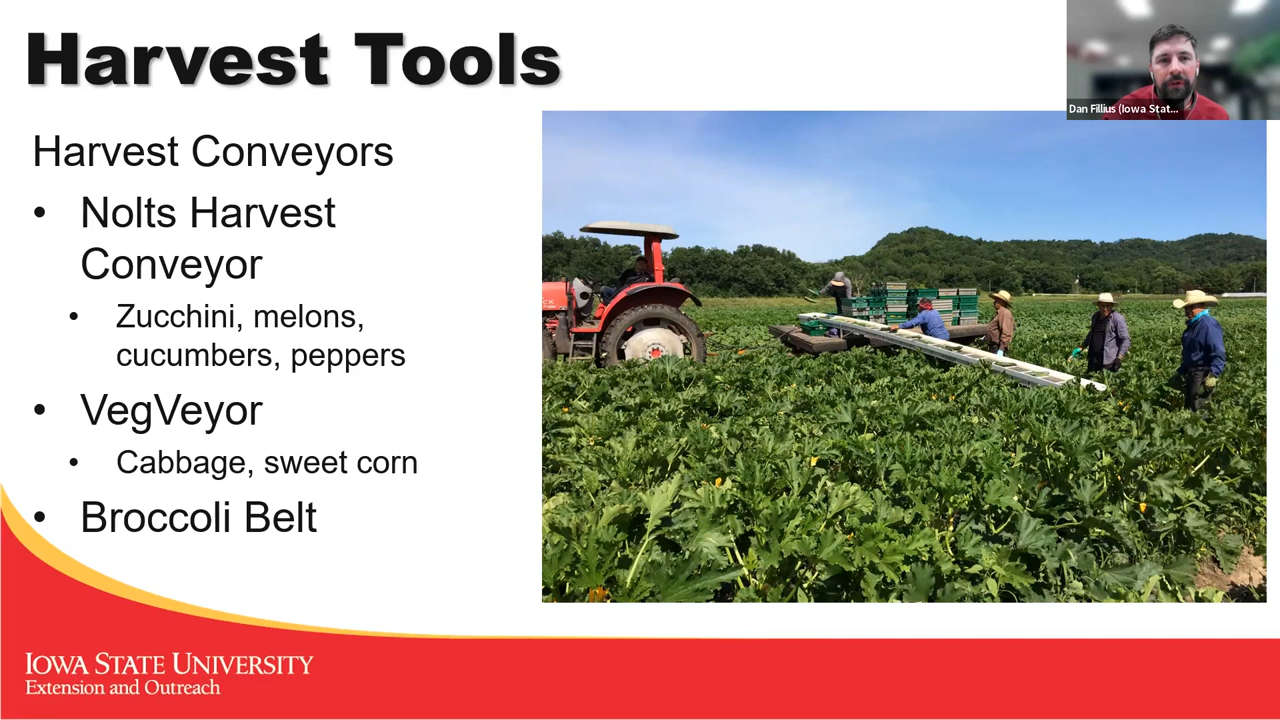 Harvest Tools
Dan Fillius (Iowa Stat...
Harvest Conveyors
• Nolts Harvest
Conveyor
• Zucchini, melons,
cucumbers, peppers
• VegVeyor
• Cabbage, sweet corn
• Broccoli Belt
IOWA STATE UNIVERSITY
Extension and Outreach